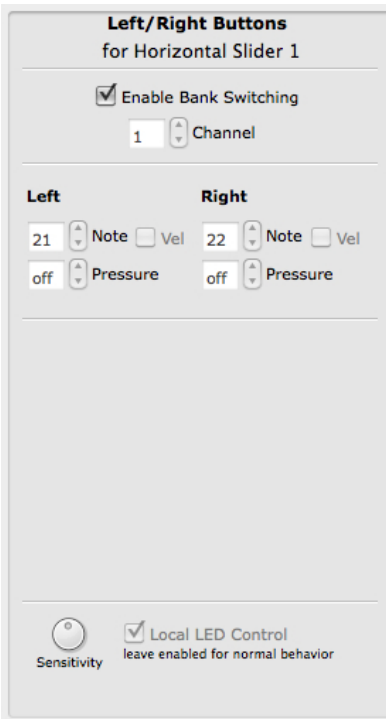 Left/Right Buttons
for Horizontal Slider 1
Enable Bank Switching
1 Channel
Left Right
21 Note Vel 22 Note Vel
off Pressure off Pressure
Local LED Control
leave enabled for normal behavior
Sensitivity